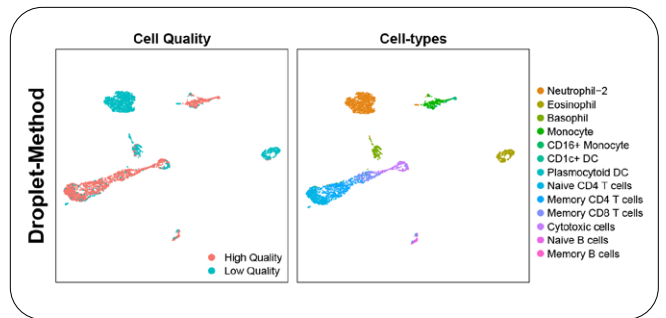 Cell Quality
Cell-types
Droplet-Method
High Quality
Low Quality
Neutrophil-2
Eosinophil
Basophil
Monocyte
CD16+ Monocyte
CD1c+ DC
Plasmocytoid DC
Naive CD4 T cells
Memory CD4 T cells
Memory CD8 T cells
Cytotoxic cells
Naive B cells
Memory B cells